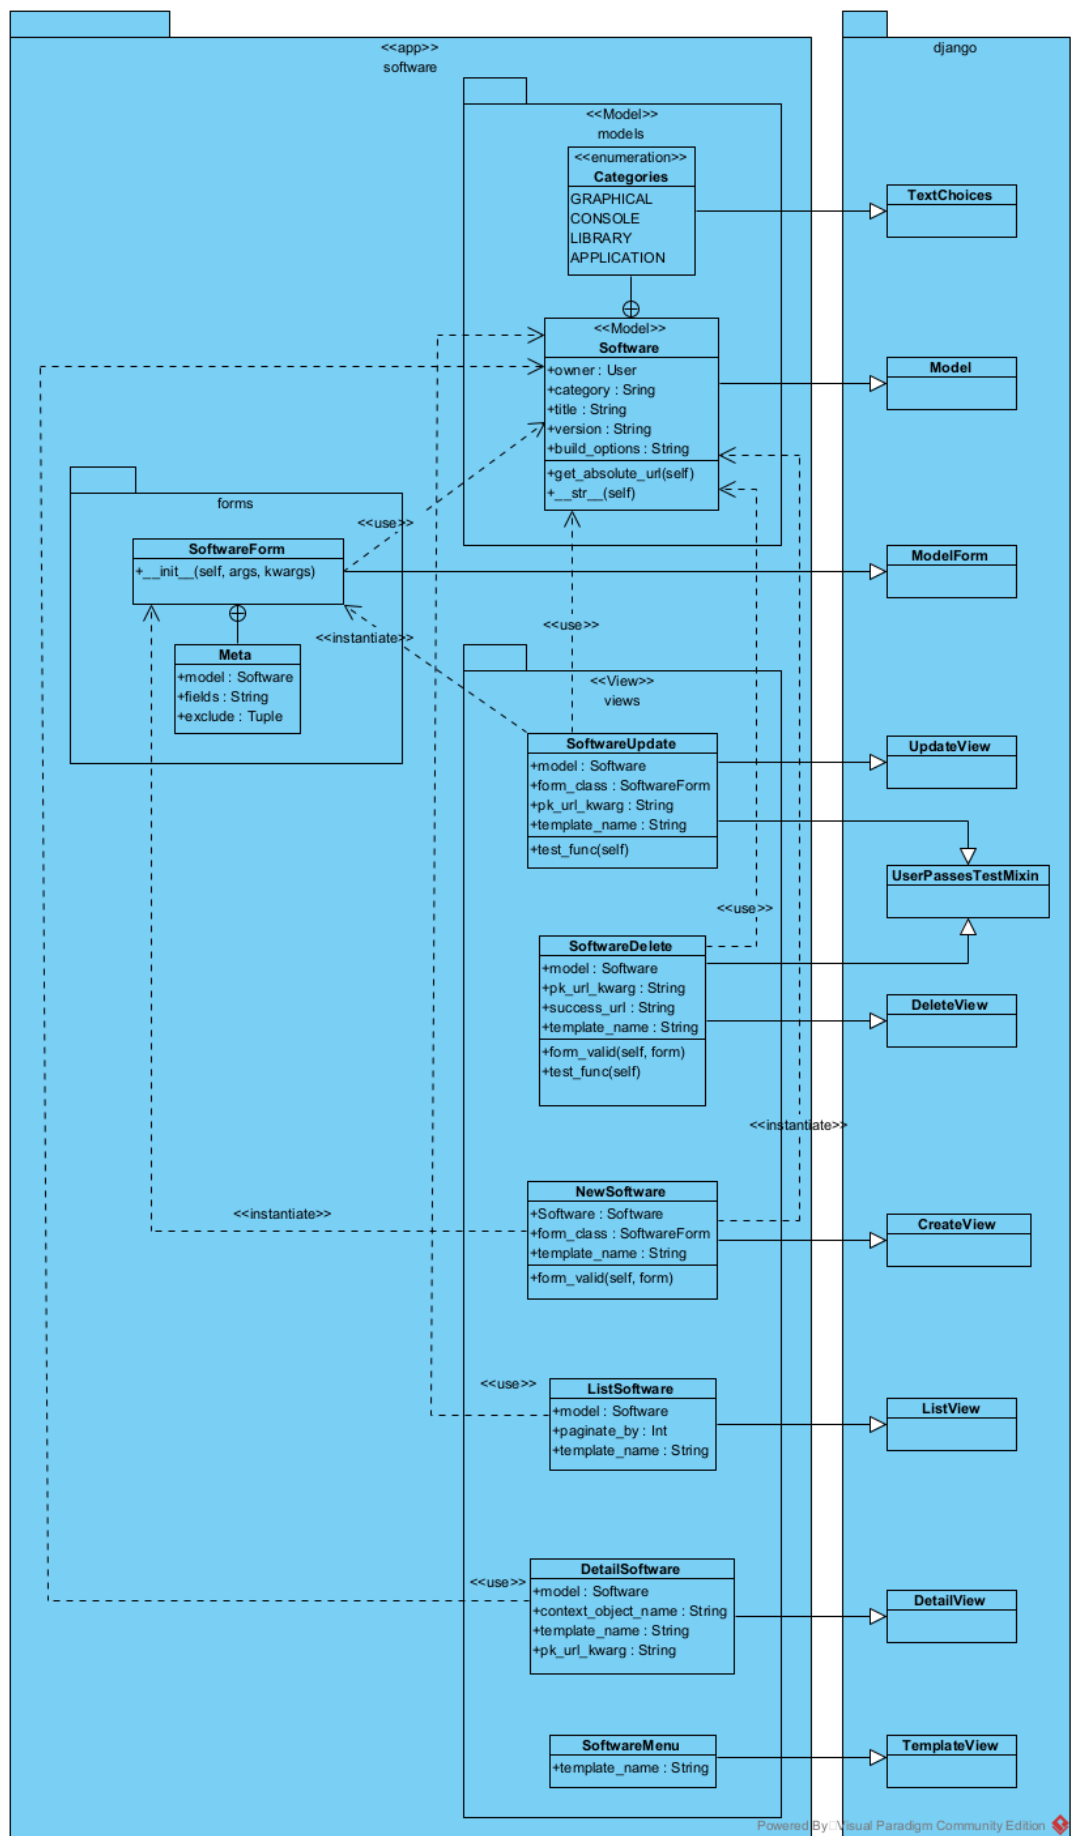 <<app>>
software
django
<<Model>>
models
<<enumeration>>
Categories
GRAPHICAL
CONSOLE
LIBRARY
APPLICATION
TextChoices
<<Model>>
Software
+owner : User
+category : Sring
+title : String
+version : String
+build_options : String
+get_absolute_url(self)
+__str__(self)
Model
forms
<<use>>
SoftwareForm
+__init__(self, args, kwargs)
ModelForm
<<instantiate>>
<<use>>
Meta
+model : Software
+fields : String
+exclude : Tuple
<<View>>
views
SoftwareUpdate
+model : Software
+form_class : SoftwareForm
+pk_url_kwarg : String
+template_name : String
+test_func(self)
UpdateView
UserPassesTestMixin
<<use>>
SoftwareDelete
+model : Software
+pk_url_kwarg : String
+success_url : String
+template_name : String
+form_valid(self, form)
+test_func(self)
DeleteView
<<instantiate>>
NewSoftware
+Software : Software
+form_class : SoftwareForm
+template_name : String
+form_valid(self, form)
<<instantiate>>
CreateView
<<use>>
ListSoftware
+model : Software
+paginate_by : Int
+template_name : String
ListView
<<use>>
DetailSoftware
+model : Software
+context_object_name : String
+template_name : String
+pk_url_kwarg : String
DetailView
SoftwareMenu
+template_name : String
TemplateView
Powered By Visual Paradigm Community Edition